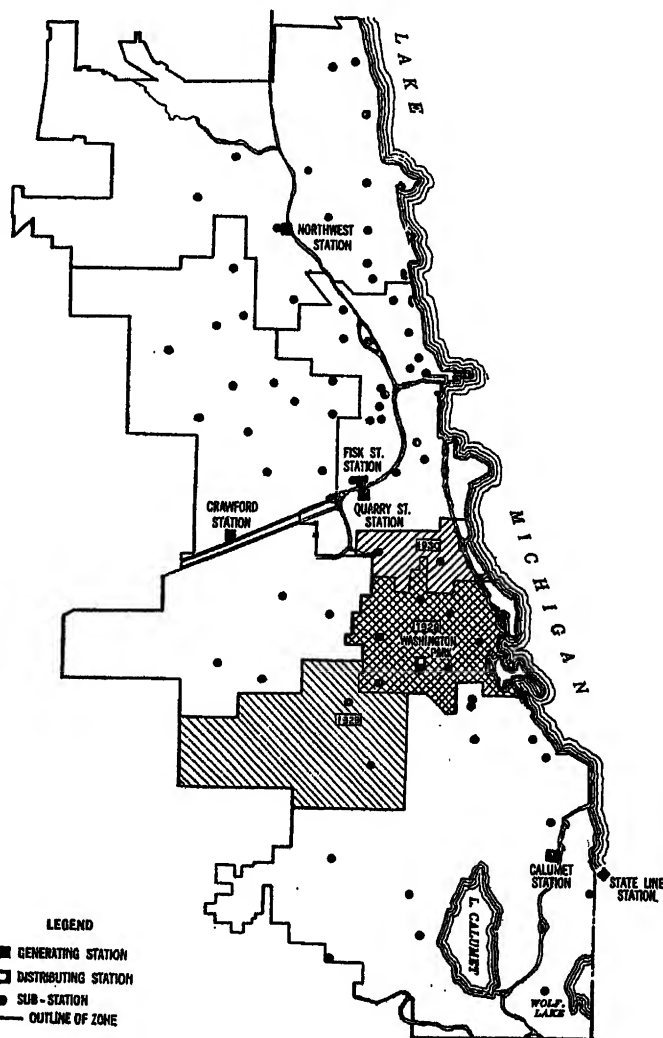 LAKE
NORTHWEST
STATION
FISK ST.
STATION
CRAWFORD
STATION
QUARRY ST.
STATION
MICHIGAN
WASHINGTON
PARK
CALUMET
STATION
STATE LINE
STATION.
L. CALUMET
WOLF.
LAKE
LEGEND
GENERATING STATION
DISTRIBUTING STATION
SUB-STATION
OUTLINE OF ZONE